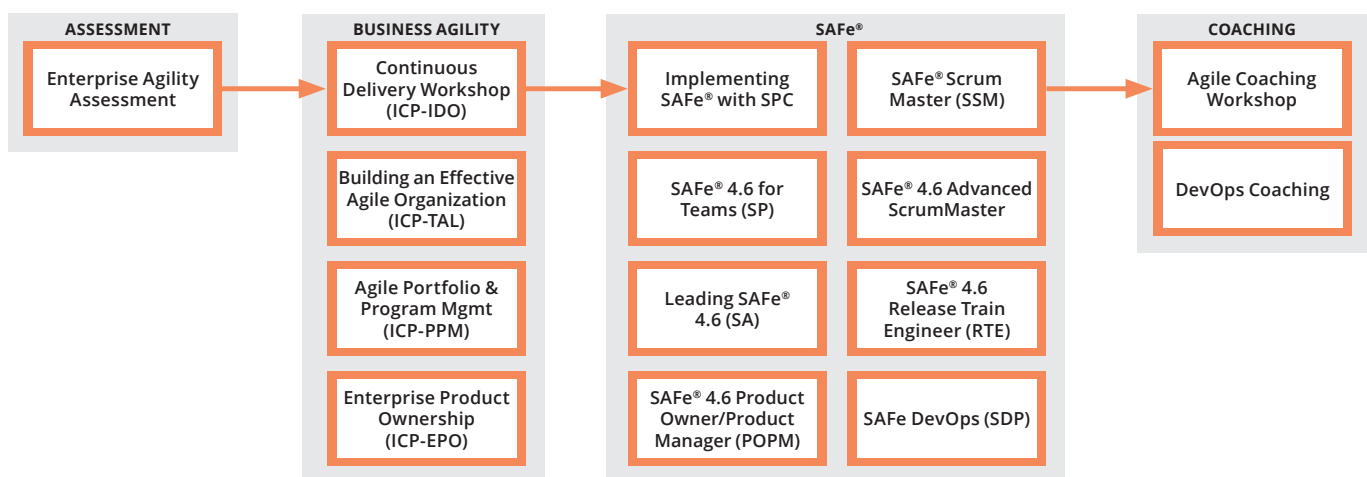 ASSESSMENT
Enterprise Agility
Assessment
BUSINESS AGILITY
Continuous
Delivery Workshop
(ICP-IDO)
Building an Effective
Agile Organization
(ICP-TAL)
Agile Portfolio &
Program Mgmt
(ICP-PPM)
Enterprise Product
Ownership
(ICP-EPO)
SAFe®
Implementing
SAFe® with SPC
SAFe® Scrum
Master (SSM)
SAFe® 4.6 for
Teams (SP)
SAFe® 4.6 Advanced
ScrumMaster
Leading SAFe®
4.6 (SA)
SAFe® 4.6
Release Train
Engineer (RTE)
SAFe® 4.6 Product
Owner/Product
Manager (POPM)
SAFe DevOps (SDP)
COACHING
Agile Coaching
Workshop
DevOps Coaching